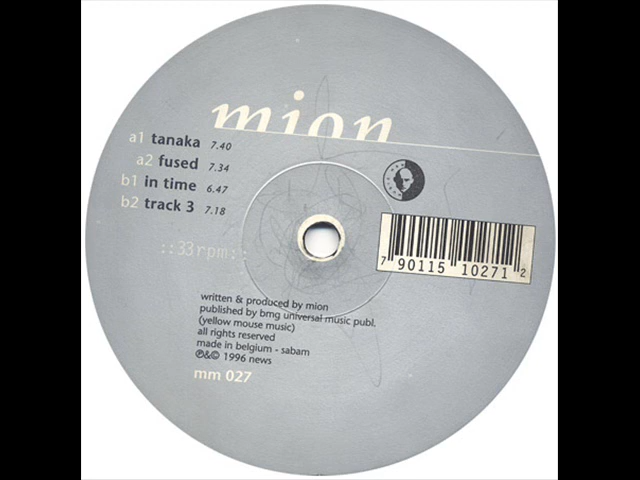 mion
a1 tanaka 7.40
a2 fused 7.34
b1 in time 6.47
b2 track 3 7.18
::33rpm::
7 90115 10271 2
written & produced by mion
published by bmg universal music publ.
(yellow mouse music)
all rights reserved
made in belgium - sabam
℗&© 1996 news
mm 027